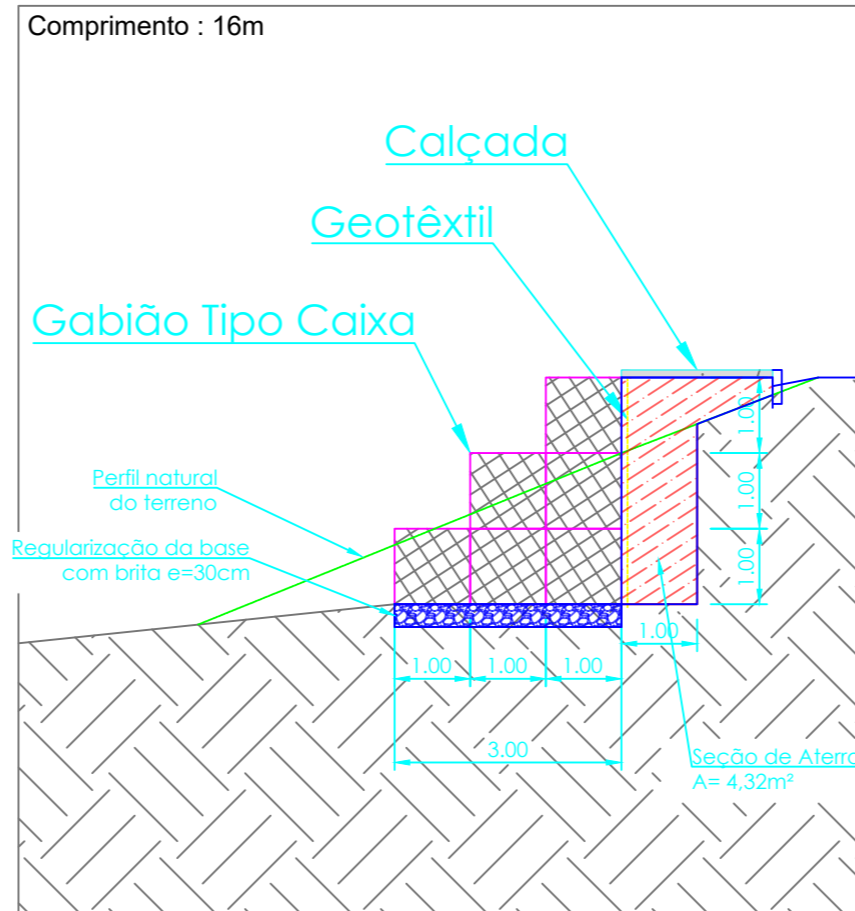 Comprimento : 16m
Calçada
Geotêxtil
Gabião Tipo Caixa
Perfil natural
do terreno
Regularização da base
com brita e=30cm
1.00
1.00
1.00
1.00
1.00
1.00
1.00
3.00
Seção de Aterro
A= 4,32m²